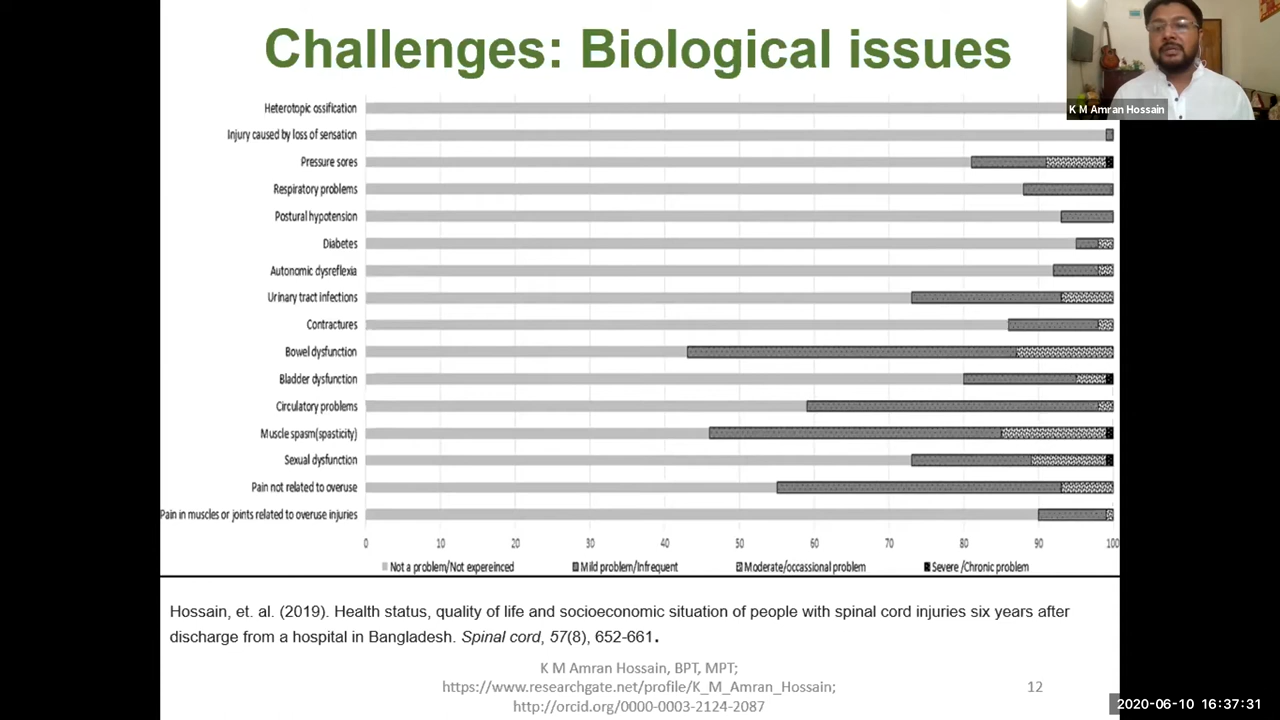 Challenges: Biological issues
K M Amran Hossain
Heterotopic ossification
Injury caused by loss of sensation
Pressure sores
Respiratory problems
Postural hypotension
Diabetes
Autonomic dysreflexia
Urinary tract infections
Contractures
Bowel dysfunction
Bladder dysfunction
Circulatory problems
Muscle spasm(spasticity)
Sexual dysfunction
Pain not related to overuse
Pain in muscles or joints related to overuse injuries
0 10 20 30 40 50 60 70 80 90 100
Not a problem/Not expereinced Mild problem/Infrequent Moderate/occassional problem Severe /Chronic problem
Hossain, et. al. (2019). Health status, quality of life and socioeconomic situation of people with spinal cord injuries six years after
discharge from a hospital in Bangladesh. Spinal cord, 57(8), 652-661.
K M Amran Hossain, BPT, MPT;
https://www.researchgate.net/profile/K_M_Amran_Hossain;
http://orcid.org/0000-0003-2124-2087
12
2020-06-10 16:37:31